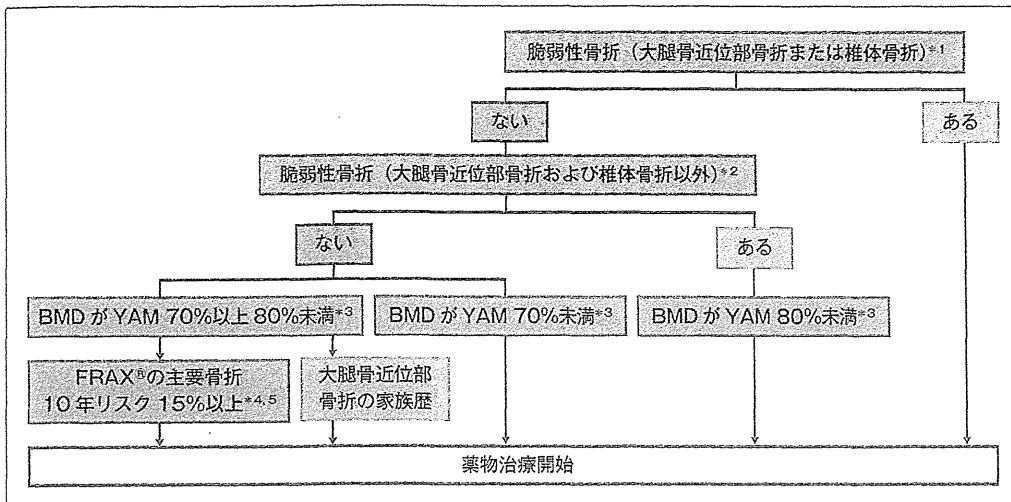 脆弱性骨折（大腿骨近位部骨折または椎体骨折）*1
ない
ある
脆弱性骨折（大腿骨近位部骨折および椎体骨折以外）*2
ない
ある
BMD が YAM 70%以上 80%未満*3
BMD が YAM 70%未満*3
BMD が YAM 80%未満*3
FRAX®の主要骨折
10 年リスク 15%以上*4,5
大腿骨近位部
骨折の家族歴
薬物治療開始